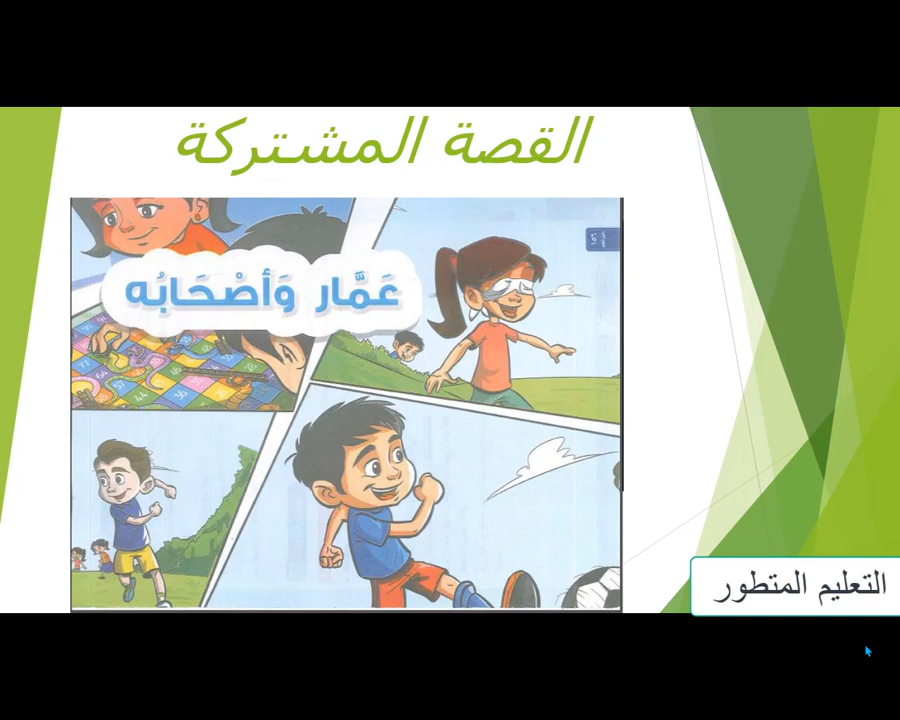 القصة المشتركة
عَمَّار وَأَصْحَابُه
التعليم المتطور